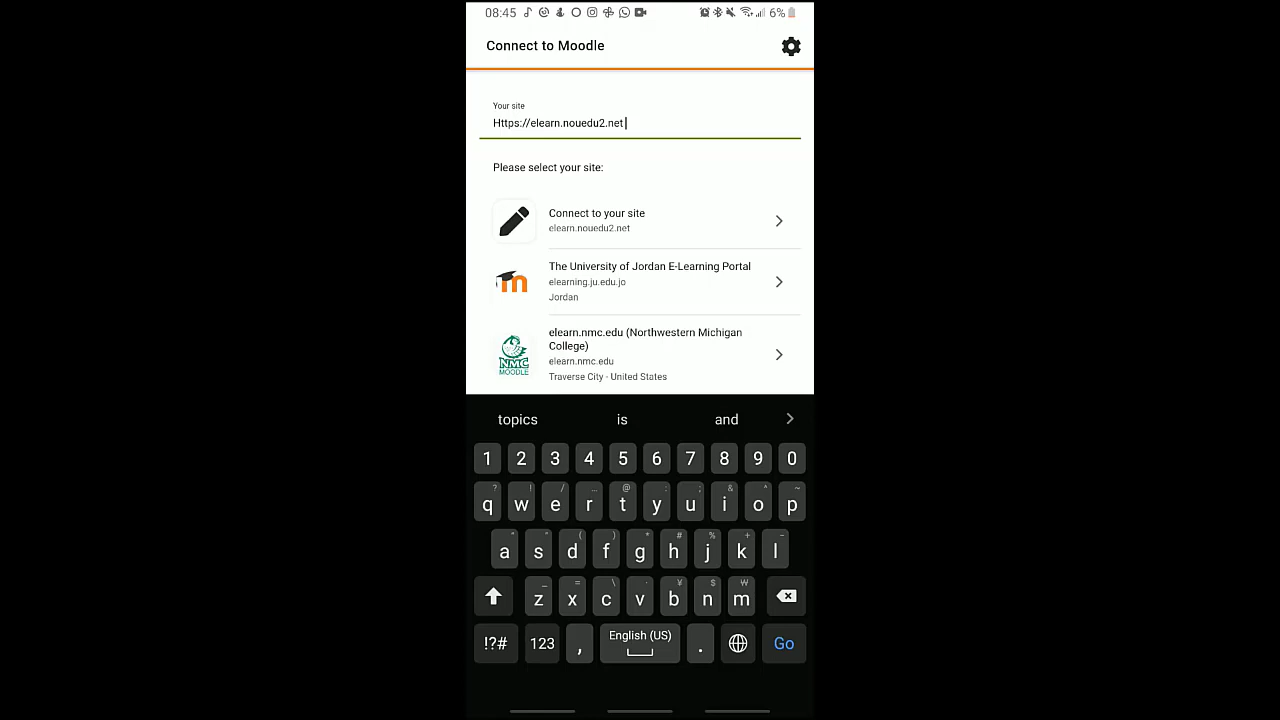 08:45 6%
Connect to Moodle
Your site
Https://elearn.nouedu2.net
Please select your site:
Connect to your site
elearn.nouedu2.net
The University of Jordan E-Learning Portal
elearning.ju.edu.jo
Jordan
elearn.nmc.edu (Northwestern Michigan
College)
elearn.nmc.edu
Traverse City - United States
NMC
MOODLE
topics is and
1 2 3 4 5 6 7 8 9 0
q w e r t y u i o p
a s d f g h j k l
z x c v b n m
!?# 123 , English (US) . Go